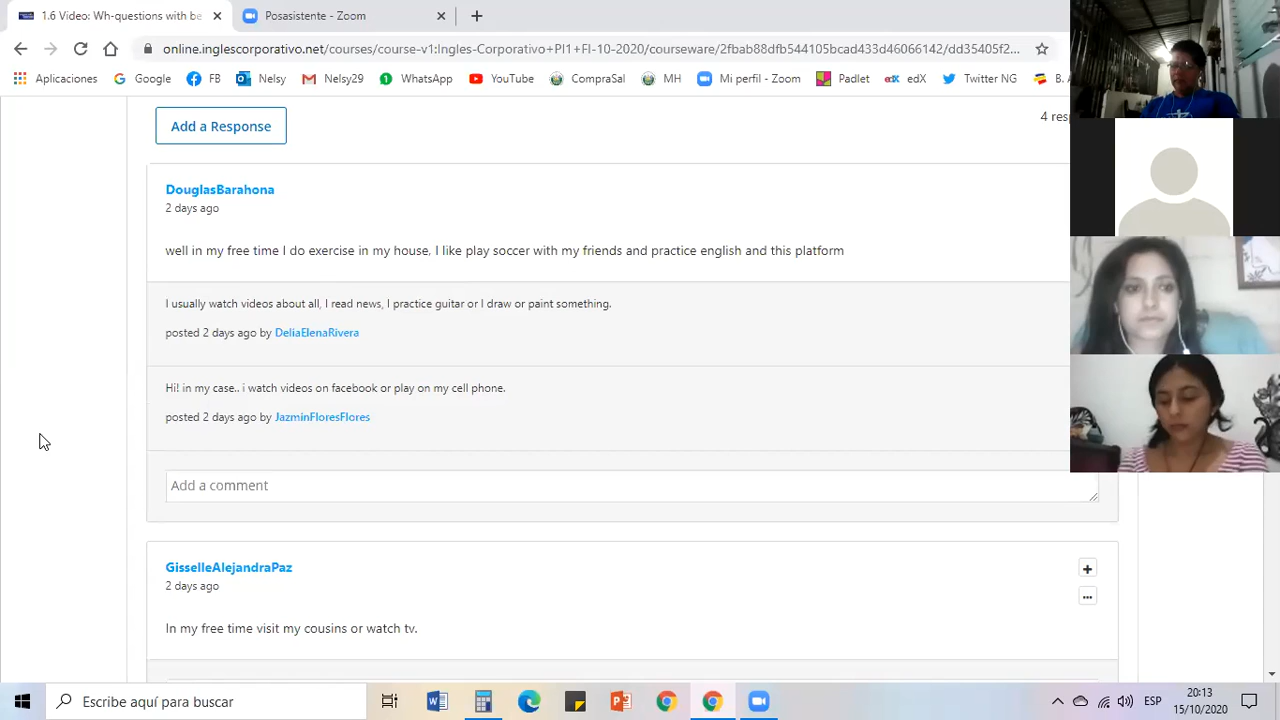 1.6 Video: Wh-questions with be
Posasistente - Zoom
online.inglescorporativo.net/courses/course-v1:Ingles-Corporativo+PI1+FI-10-2020/courseware/2fbab88dfb544105bcad433d46066142/dd35405f2...
Aplicaciones Google FB Nelsy Nelsy29 WhatsApp YouTube CompraSal MH Mi perfil - Zoom Padlet edX Twitter NG B. A
Add a Response
4 resp
DouglasBarahona
2 days ago
well in my free time I do exercise in my house, I like play soccer with my friends and practice english and this platform
I usually watch videos about all, I read news, I practice guitar or I draw or paint something.
posted 2 days ago by DeliaElenaRivera
Hi! in my case.. i watch videos on facebook or play on my cell phone.
posted 2 days ago by JazminFloresFlores
Add a comment
GisselleAlejandraPaz
2 days ago
In my free time visit my cousins or watch tv.
Escribe aquí para buscar
ESP
20:13
15/10/2020